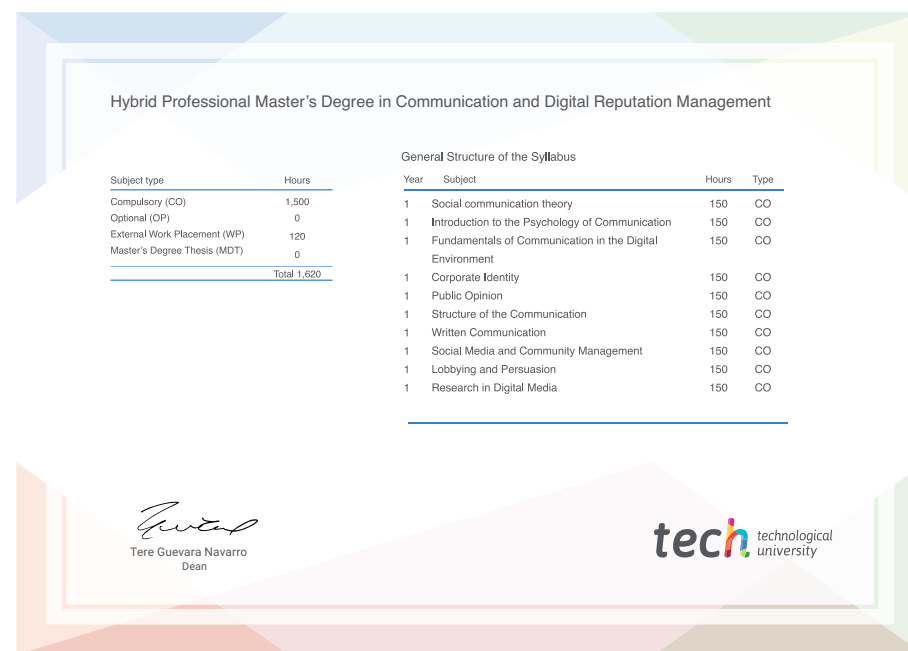 Hybrid Professional Master's Degree in Communication and Digital Reputation Management
Subject type Hours
Compulsory (CO) 1,500
Optional (OP) 0
External Work Placement (WP) 120
Master's Degree Thesis (MDT) 0
Total 1,620
General Structure of the Syllabus
Year Subject Hours Type
1 Social communication theory 150 CO
1 Introduction to the Psychology of Communication 150 CO
1 Fundamentals of Communication in the Digital 150 CO
Environment
1 Corporate Identity 150 CO
1 Public Opinion 150 CO
1 Structure of the Communication 150 CO
1 Written Communication 150 CO
1 Social Media and Community Management 150 CO
1 Lobbying and Persuasion 150 CO
1 Research in Digital Media 150 CO
Tere Guevara Navarro
Dean
tech technological
university